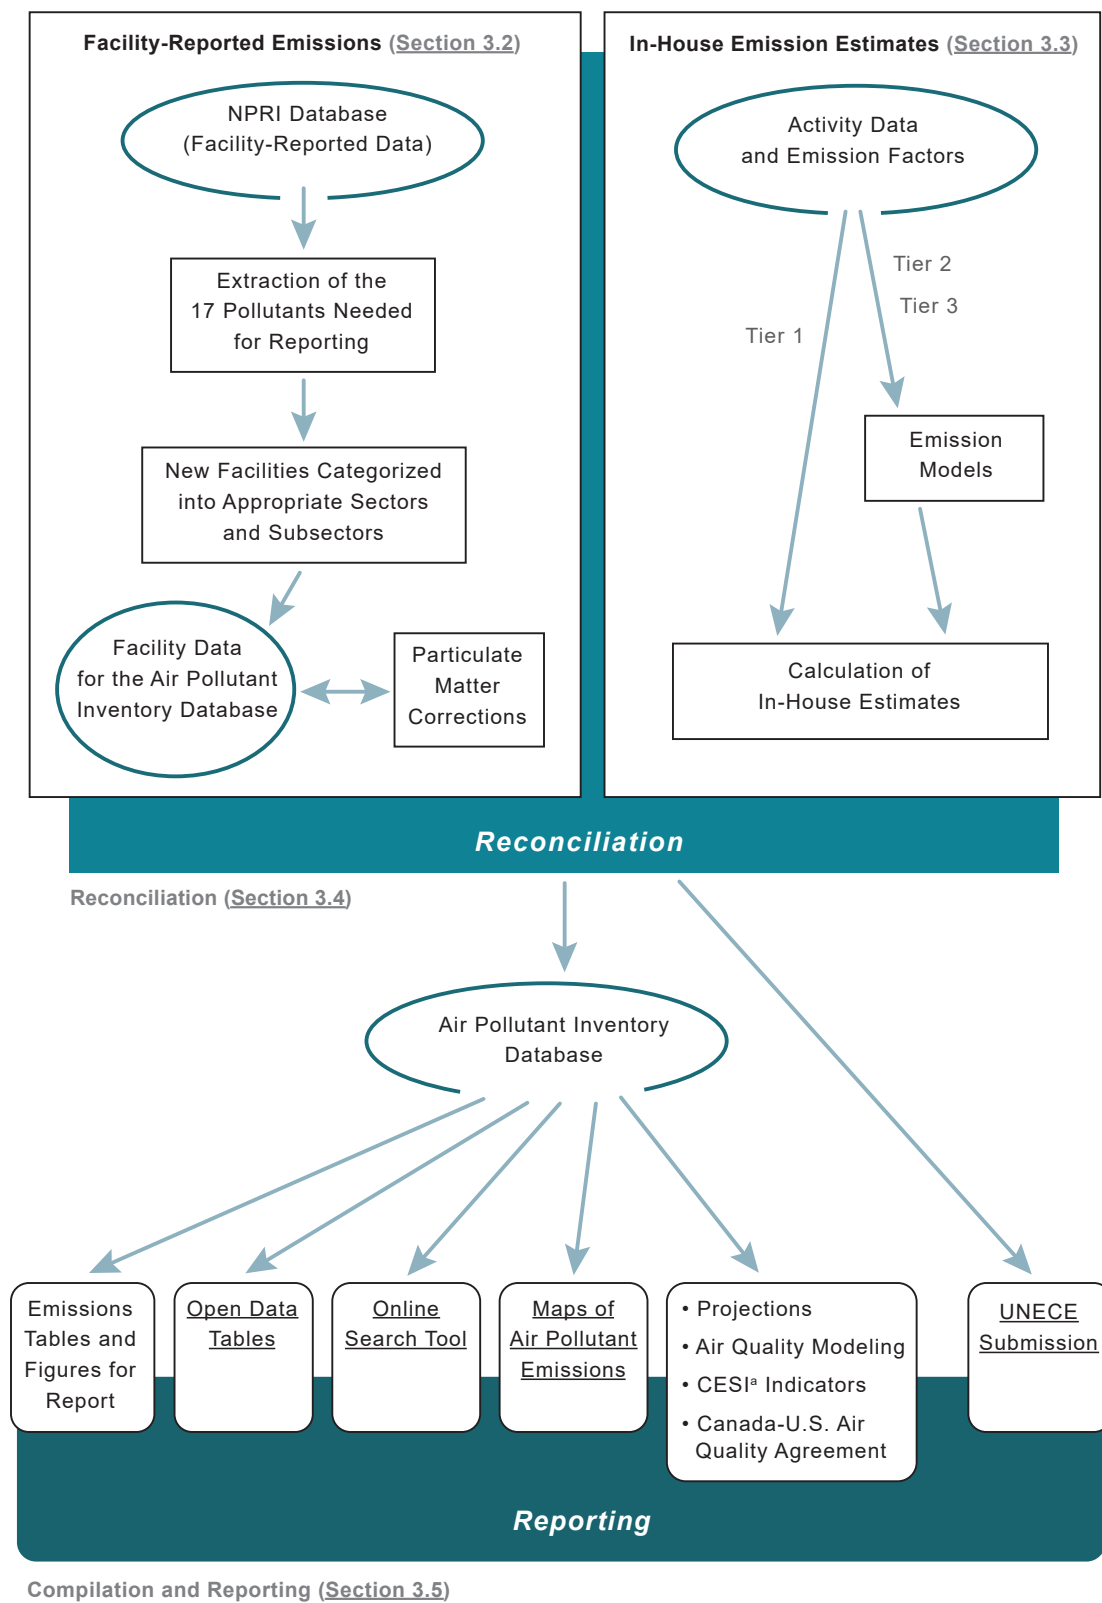 Facility-Reported Emissions (Section 3.2)
NPRI Database
(Facility-Reported Data)
Extraction of the
17 Pollutants Needed
for Reporting
New Facilities Categorized
into Appropriate Sectors
and Subsectors
Facility Data
for the Air Pollutant
Inventory Database
Particulate
Matter
Corrections
In-House Emission Estimates (Section 3.3)
Activity Data
and Emission Factors
Tier 2
Tier 3
Tier 1
Emission
Models
Calculation of
In-House Estimates
Reconciliation
Reconciliation (Section 3.4)
Air Pollutant Inventory
Database
Emissions
Tables and
Figures for
Report
Open Data
Tables
Online
Search Tool
Maps of
Air Pollutant
Emissions
• Projections
• Air Quality Modeling
• CESIᵃ Indicators
• Canada-U.S. Air
Quality Agreement
UNECE
Submission
Reporting
Compilation and Reporting (Section 3.5)